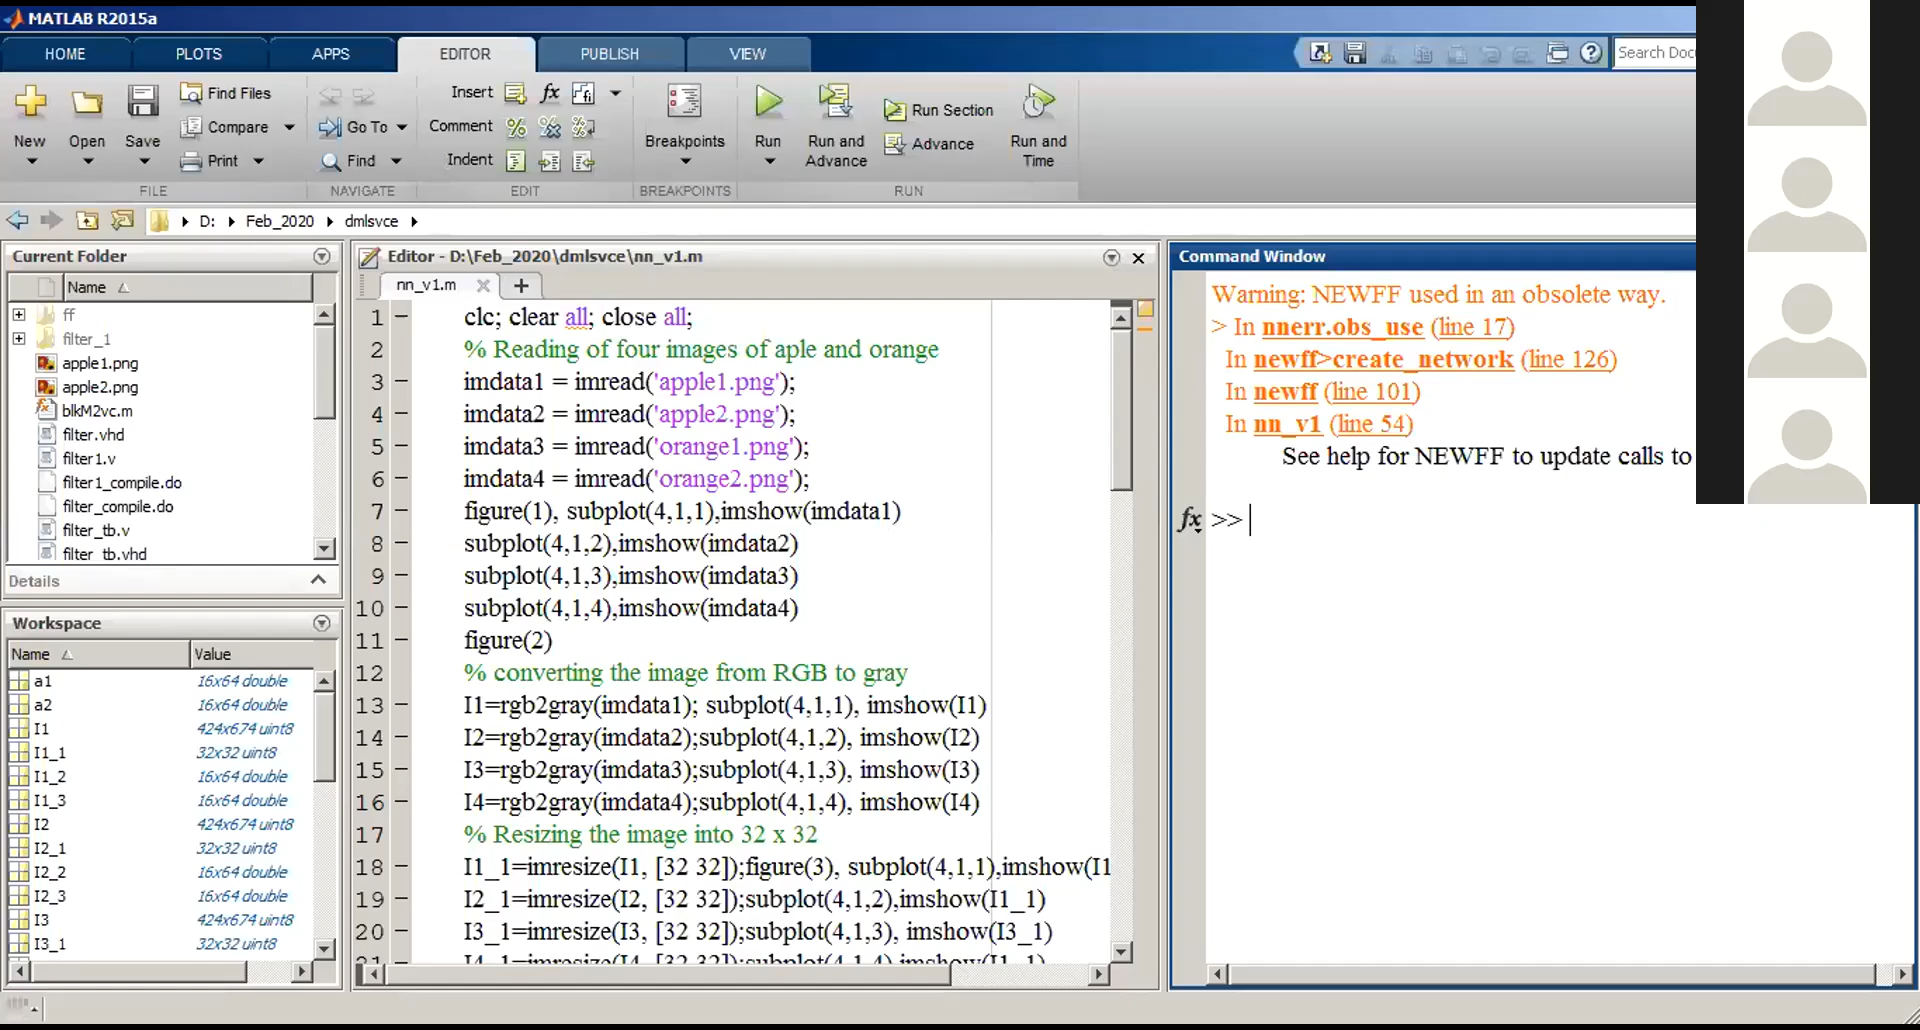 MATLAB R2015a
HOME PLOTS APPS EDITOR PUBLISH VIEW
Search Doc
New Open Save
Find Files
Compare
Print
FILE
Go To
Find
NAVIGATE
Insert
Comment
Indent
EDIT
Breakpoints
BREAKPOINTS
Run
Run and Advance
Run Section
Advance
Run and Time
RUN
D: Feb_2020 dmlsvce
Current Folder
Name
ff
filter_1
apple1.png
apple2.png
blkM2vc.m
filter.vhd
filter1.v
filter1_compile.do
filter_compile.do
filter_tb.v
filter_tb.vhd
Details
Workspace
Name Value
a1 16x64 double
a2 16x64 double
I1 424x674 uint8
I1_1 32x32 uint8
I1_2 16x64 double
I1_3 16x64 double
I2 424x674 uint8
I2_1 32x32 uint8
I2_2 16x64 double
I2_3 16x64 double
I3 424x674 uint8
I3_1 32x32 uint8
Editor - D:\Feb_2020\dmlsvce\nn_v1.m
nn_v1.m
1 clc; clear all; close all;
2 % Reading of four images of aple and orange
3 imdata1 = imread('apple1.png');
4 imdata2 = imread('apple2.png');
5 imdata3 = imread('orange1.png');
6 imdata4 = imread('orange2.png');
7 figure(1), subplot(4,1,1),imshow(imdata1)
8 subplot(4,1,2),imshow(imdata2)
9 subplot(4,1,3),imshow(imdata3)
10 subplot(4,1,4),imshow(imdata4)
11 figure(2)
12 % converting the image from RGB to gray
13 I1=rgb2gray(imdata1); subplot(4,1,1), imshow(I1)
14 I2=rgb2gray(imdata2);subplot(4,1,2), imshow(I2)
15 I3=rgb2gray(imdata3);subplot(4,1,3), imshow(I3)
16 I4=rgb2gray(imdata4);subplot(4,1,4), imshow(I4)
17 % Resizing the image into 32 x 32
18 I1_1=imresize(I1, [32 32]);figure(3), subplot(4,1,1),imshow(I1
19 I2_1=imresize(I2, [32 32]);subplot(4,1,2),imshow(I1_1)
20 I3_1=imresize(I3, [32 32]);subplot(4,1,3), imshow(I3_1)
21 I4_1=imresize(I4, [32 32]);subplot(4,1,4),imshow(I1_1)
Command Window
Warning: NEWFF used in an obsolete way.
> In nnerr.obs_use (line 17)
In newff>create_network (line 126)
In newff (line 101)
In nn_v1 (line 54)
See help for NEWFF to update calls to
fx >>